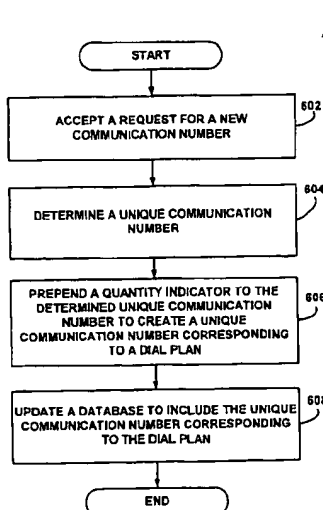 START
602
ACCEPT A REQUEST FOR A NEW
COMMUNICATION NUMBER
604
DETERMINE A UNIQUE COMMUNICATION
NUMBER
PREPEND A QUANTITY INDICATOR TO THE
DETERMINED UNIQUE COMMUNICATION
NUMBER TO CREATE A UNIQUE
COMMUNICATION NUMBER CORRESPONDING
TO A DIAL PLAN
606
UPDATE A DATABASE TO INCLUDE THE UNIQUE
COMMUNICATION NUMBER CORRESPONDING
TO THE DIAL PLAN
608
END